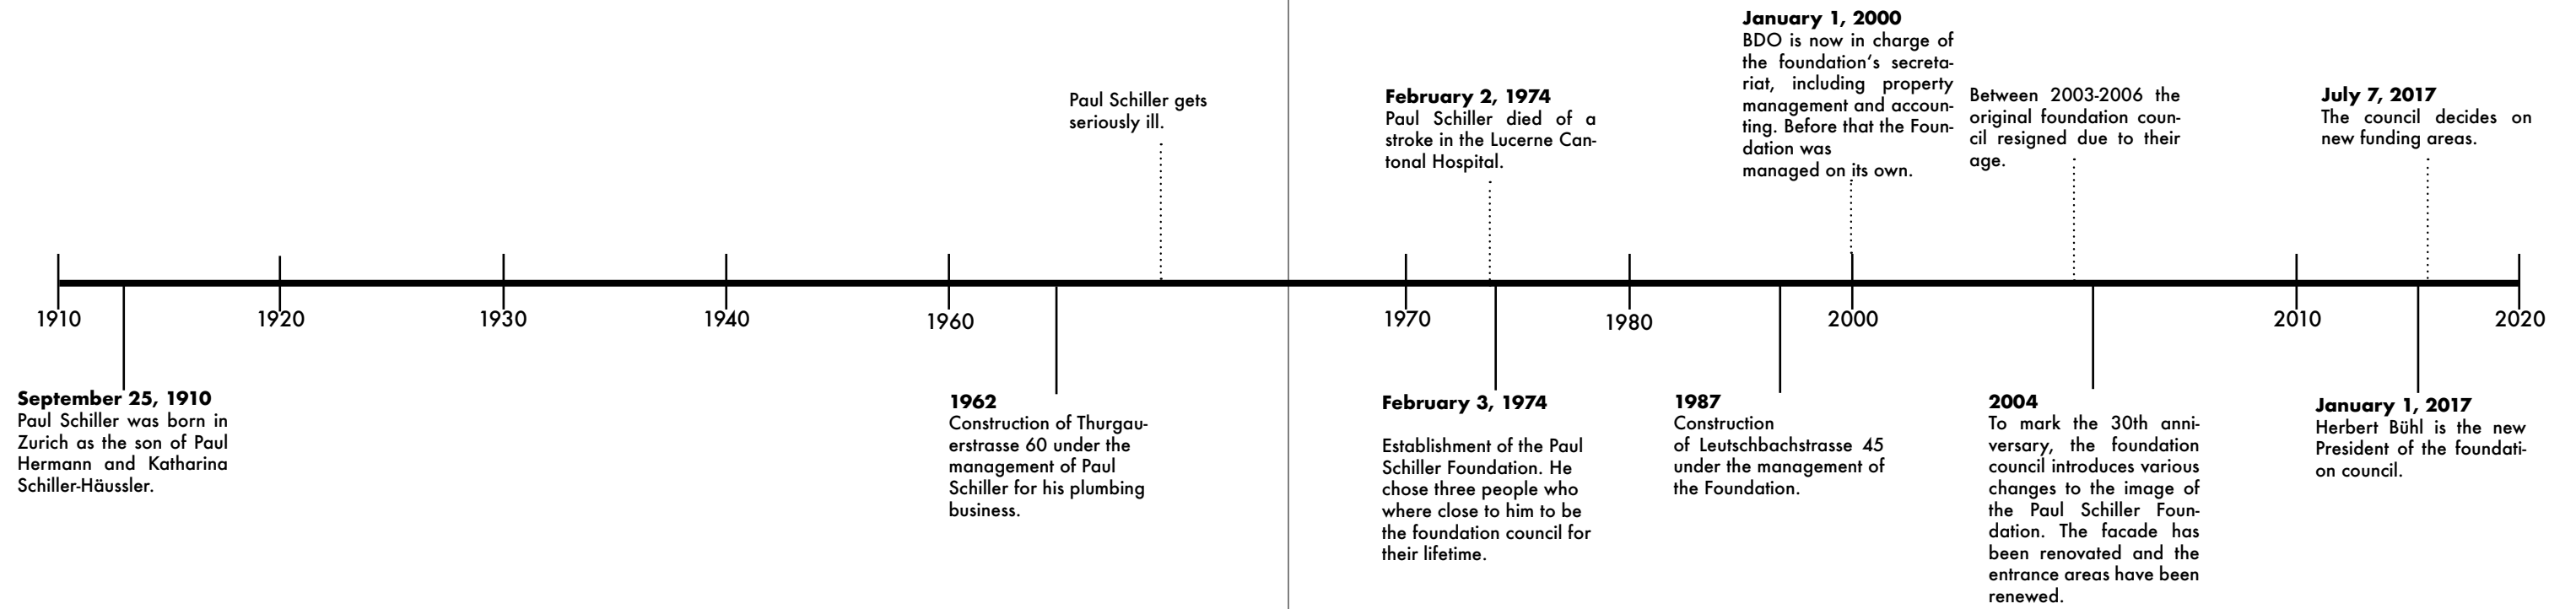 Paul Schiller gets
seriously ill.
February 2, 1974
Paul Schiller died of a
stroke in the Lucerne Can-
tonal Hospital.
January 1, 2000
BDO is now in charge of
the foundation's secreta-
riat, including property
management and accoun-
ting. Before that the Foun-
dation was
managed on its own.
Between 2003-2006 the
original foundation coun-
cil resigned due to their
age.
July 7, 2017
The council decides on
new funding areas.
1910
1920
1930
1940
1960
1970
1980
2000
2010
2020
September 25, 1910
Paul Schiller was born in
Zurich as the son of Paul
Hermann and Katharina
Schiller-Häussler.
1962
Construction of Thurgau-
erstrasse 60 under the
management of Paul
Schiller for his plumbing
business.
February 3, 1974
Establishment of the Paul
Schiller Foundation. He
chose three people who
where close to him to be
the foundation council for
their lifetime.
1987
Construction
of Leutschbachstrasse 45
under the management of
the Foundation.
2004
To mark the 30th anni-
versary, the foundation
council introduces various
changes to the image of
the Paul Schiller Foun-
dation. The facade has
been renovated and the
entrance areas have been
renewed.
January 1, 2017
Herbert Bühl is the new
President of the foundati-
on council.